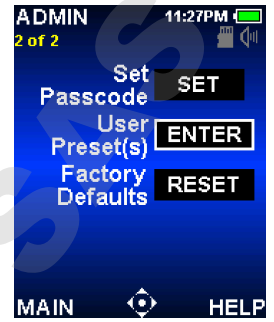 ADMIN 11:27PM
2 of 2
Set
Passcode SET
User
Preset(s) ENTER
Factory
Defaults RESET
MAIN HELP